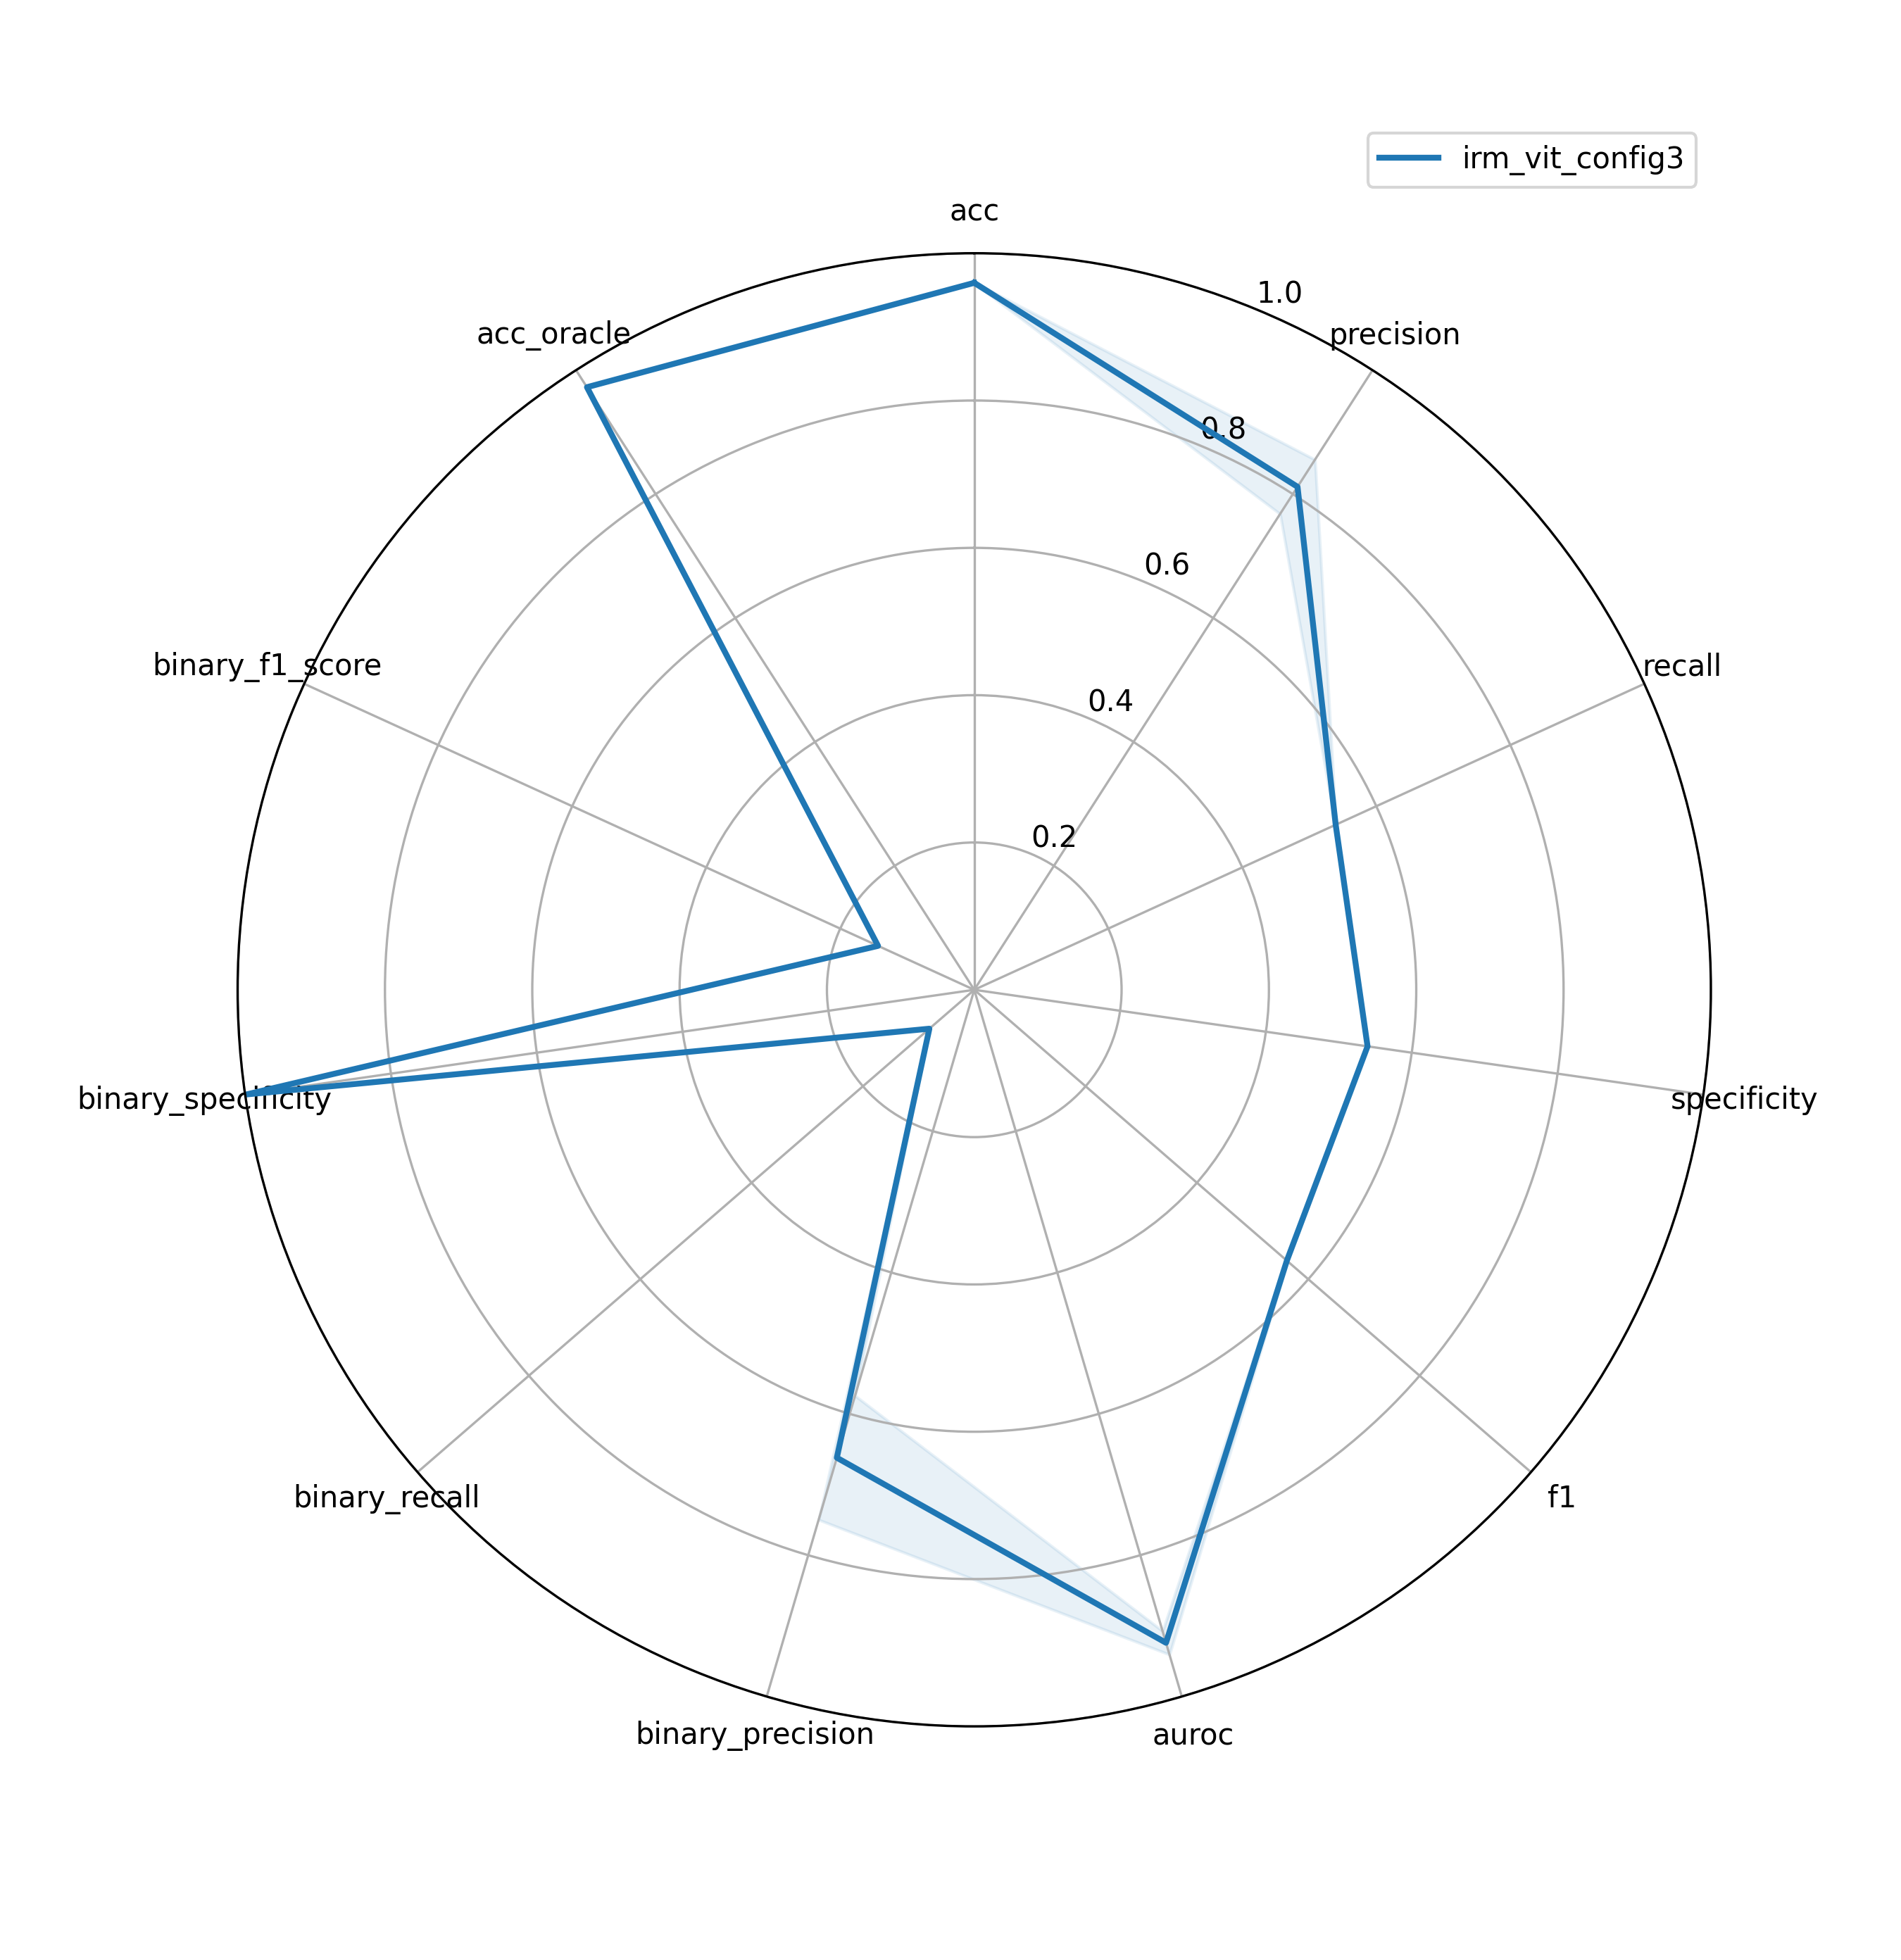 irm_vit_config3
acc
1.0
acc_oracle
precision
0.8
0.6
binary_f1_score
recall
0.4
0.2
binary_specificity
specificity
binary_recall
f1
binary_precision
auroc